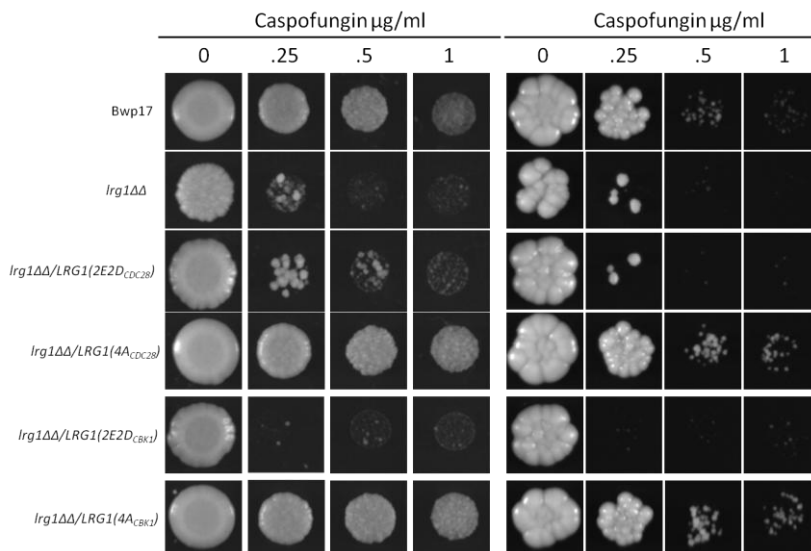 Caspofungin µg/ml Caspofungin µg/ml
0 .25 .5 1 0 .25 .5 1
Bwp17
lrg1ΔΔ
lrg1ΔΔ/LRG1(2E2D_CDC28)
lrg1ΔΔ/LRG1(4A_CDC28)
lrg1ΔΔ/LRG1(2E2D_CBK1)
lrg1ΔΔ/LRG1(4A_CBK1)